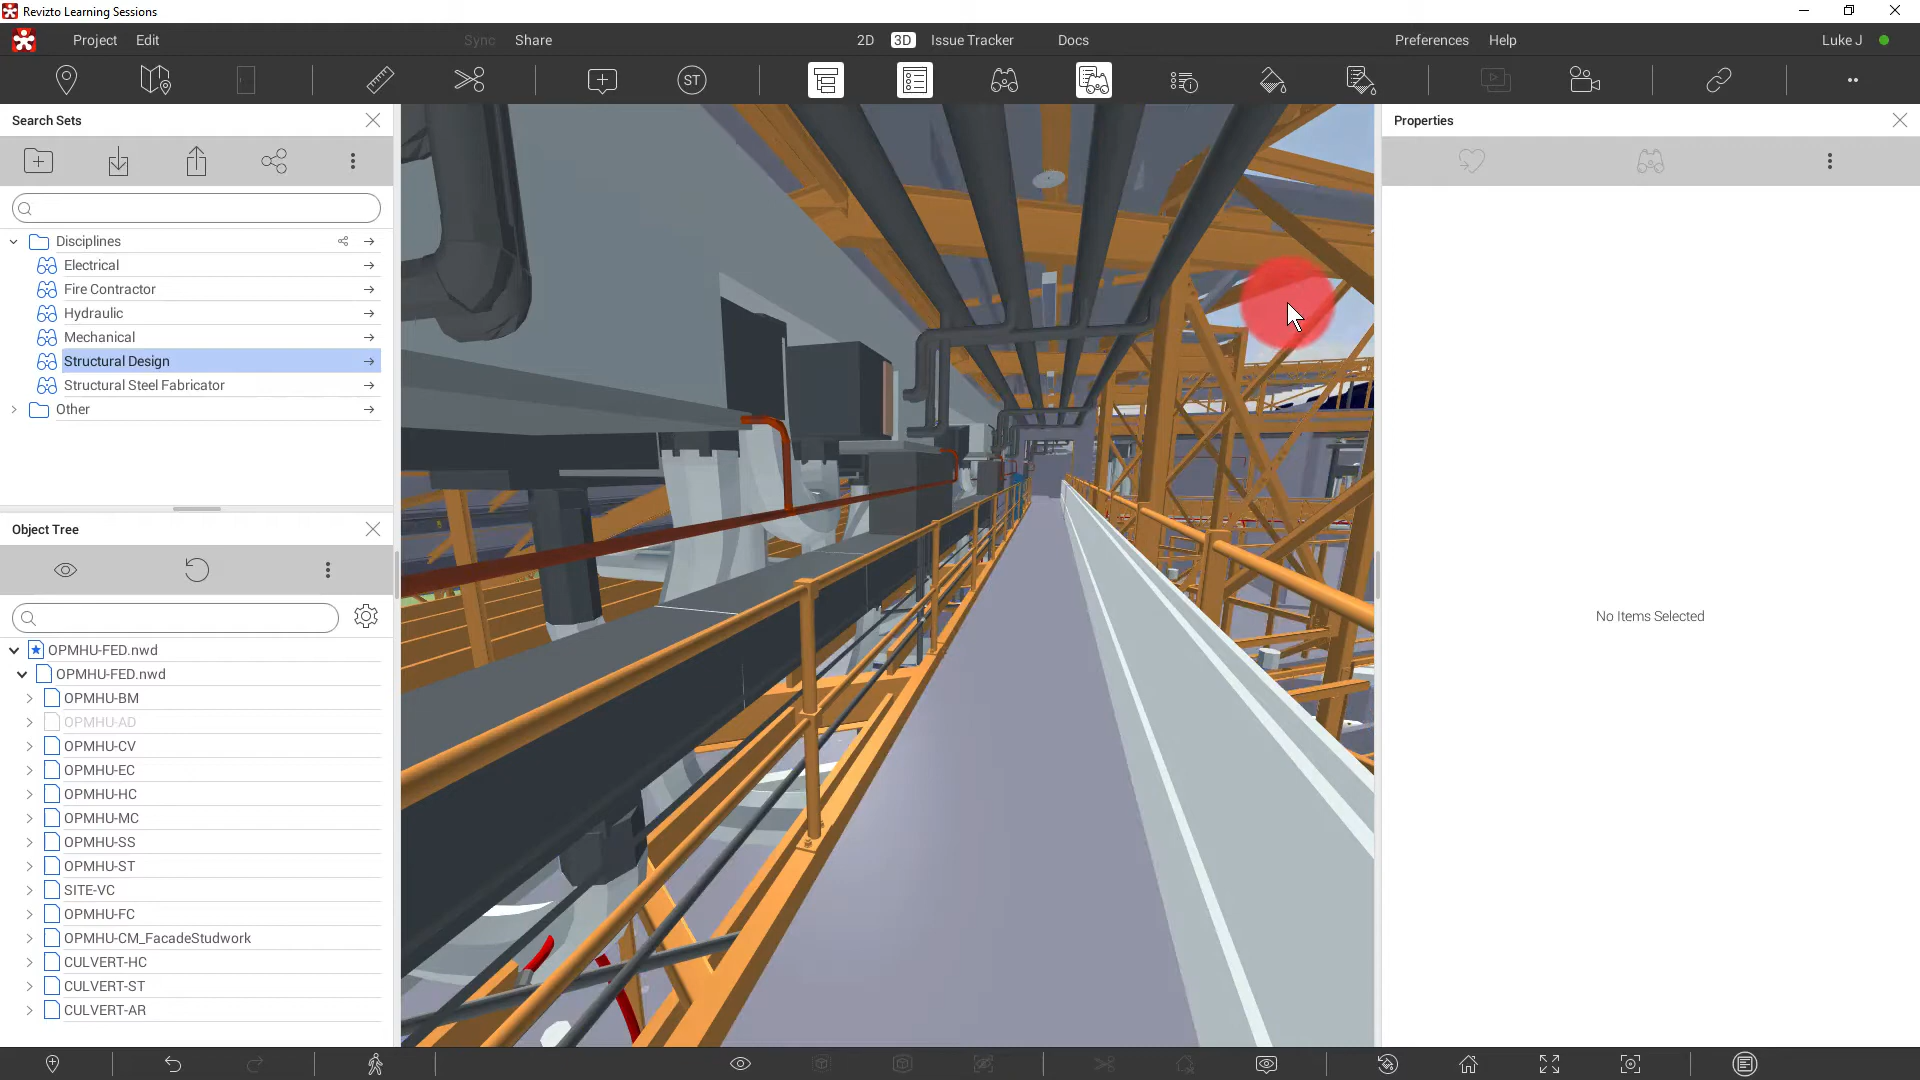 Revizto Learning Sessions
Project Edit Sync Share 2D 3D Issue Tracker Docs Preferences Help Luke J
ST
Search Sets
Disciplines
Electrical
Fire Contractor
Hydraulic
Mechanical
Structural Design
Structural Steel Fabricator
Other
Object Tree
OPMHU-FED.nwd
OPMHU-FED.nwd
OPMHU-BM
OPMHU-AD
OPMHU-CV
OPMHU-EC
OPMHU-HC
OPMHU-MC
OPMHU-SS
OPMHU-ST
SITE-VC
OPMHU-FC
OPMHU-CM_FacadeStudwork
CULVERT-HC
CULVERT-ST
CULVERT-AR
Properties
No Items Selected